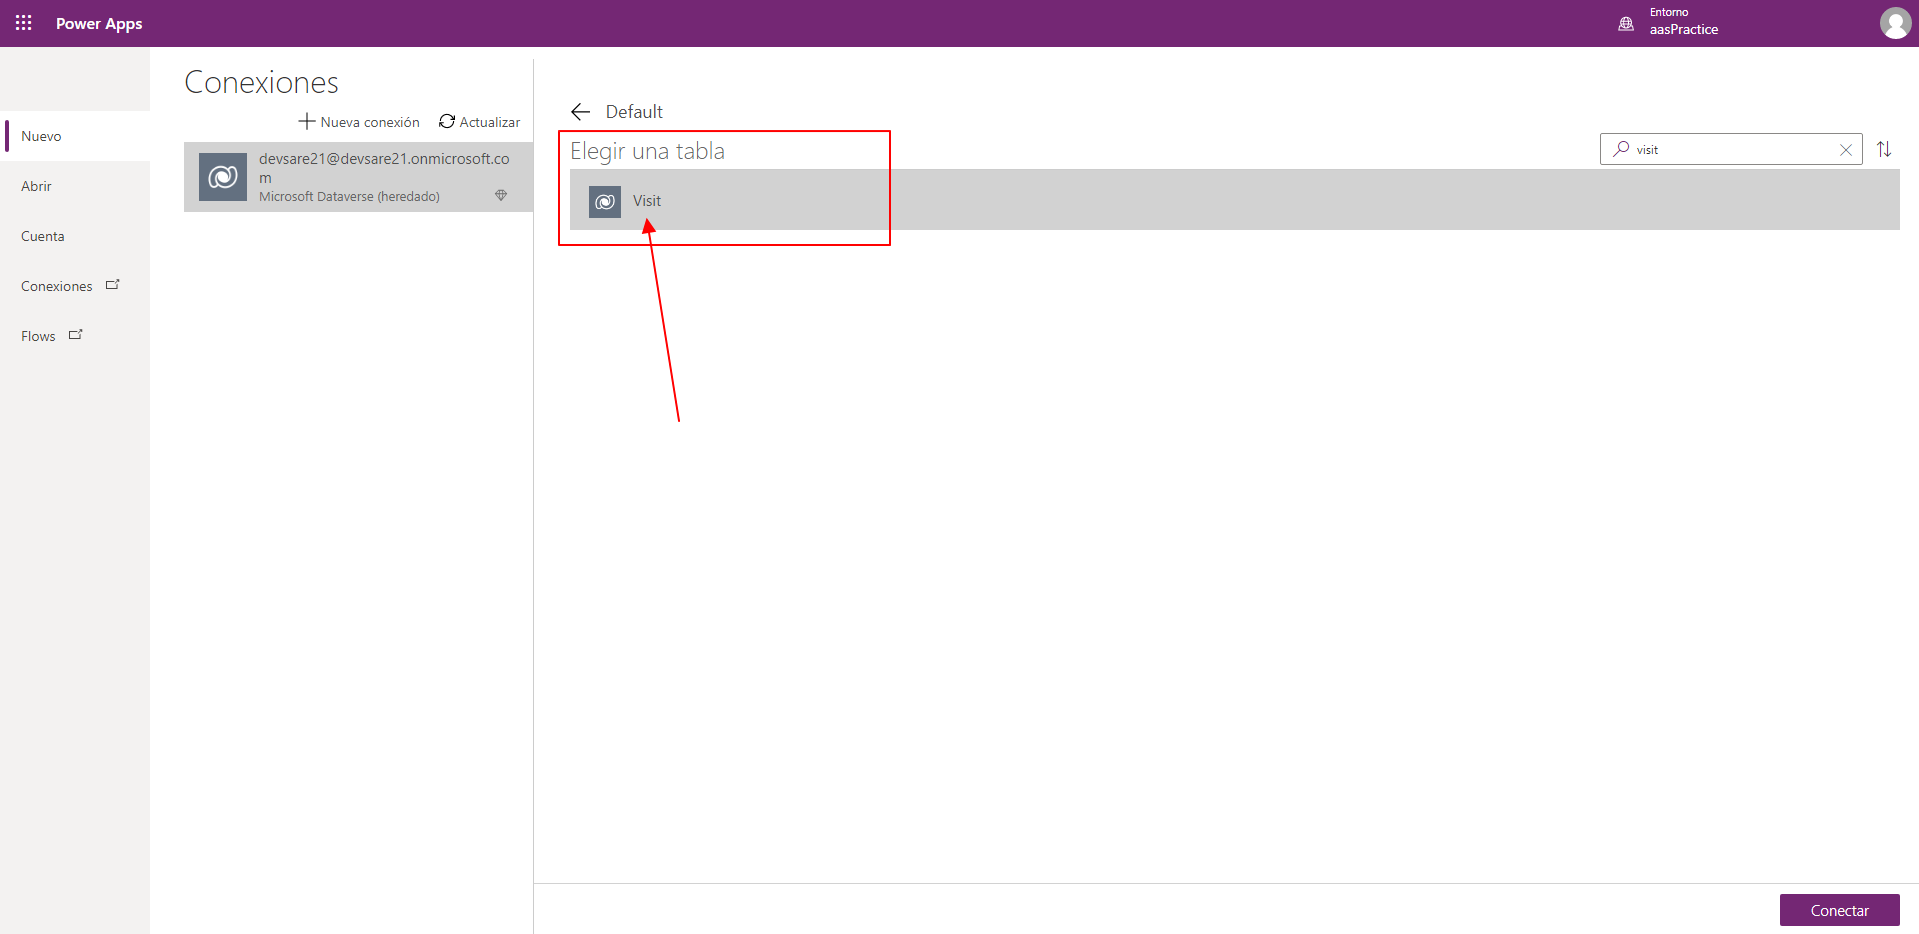 Power Apps
Entorno
aasPractice
Nuevo
Abrir
Cuenta
Conexiones
Flows
Conexiones
Nueva conexión
Actualizar
devsare21@devsare21.onmicrosoft.co
m
Microsoft Dataverse (heredado)
Default
Elegir una tabla
visit
Visit
Conectar